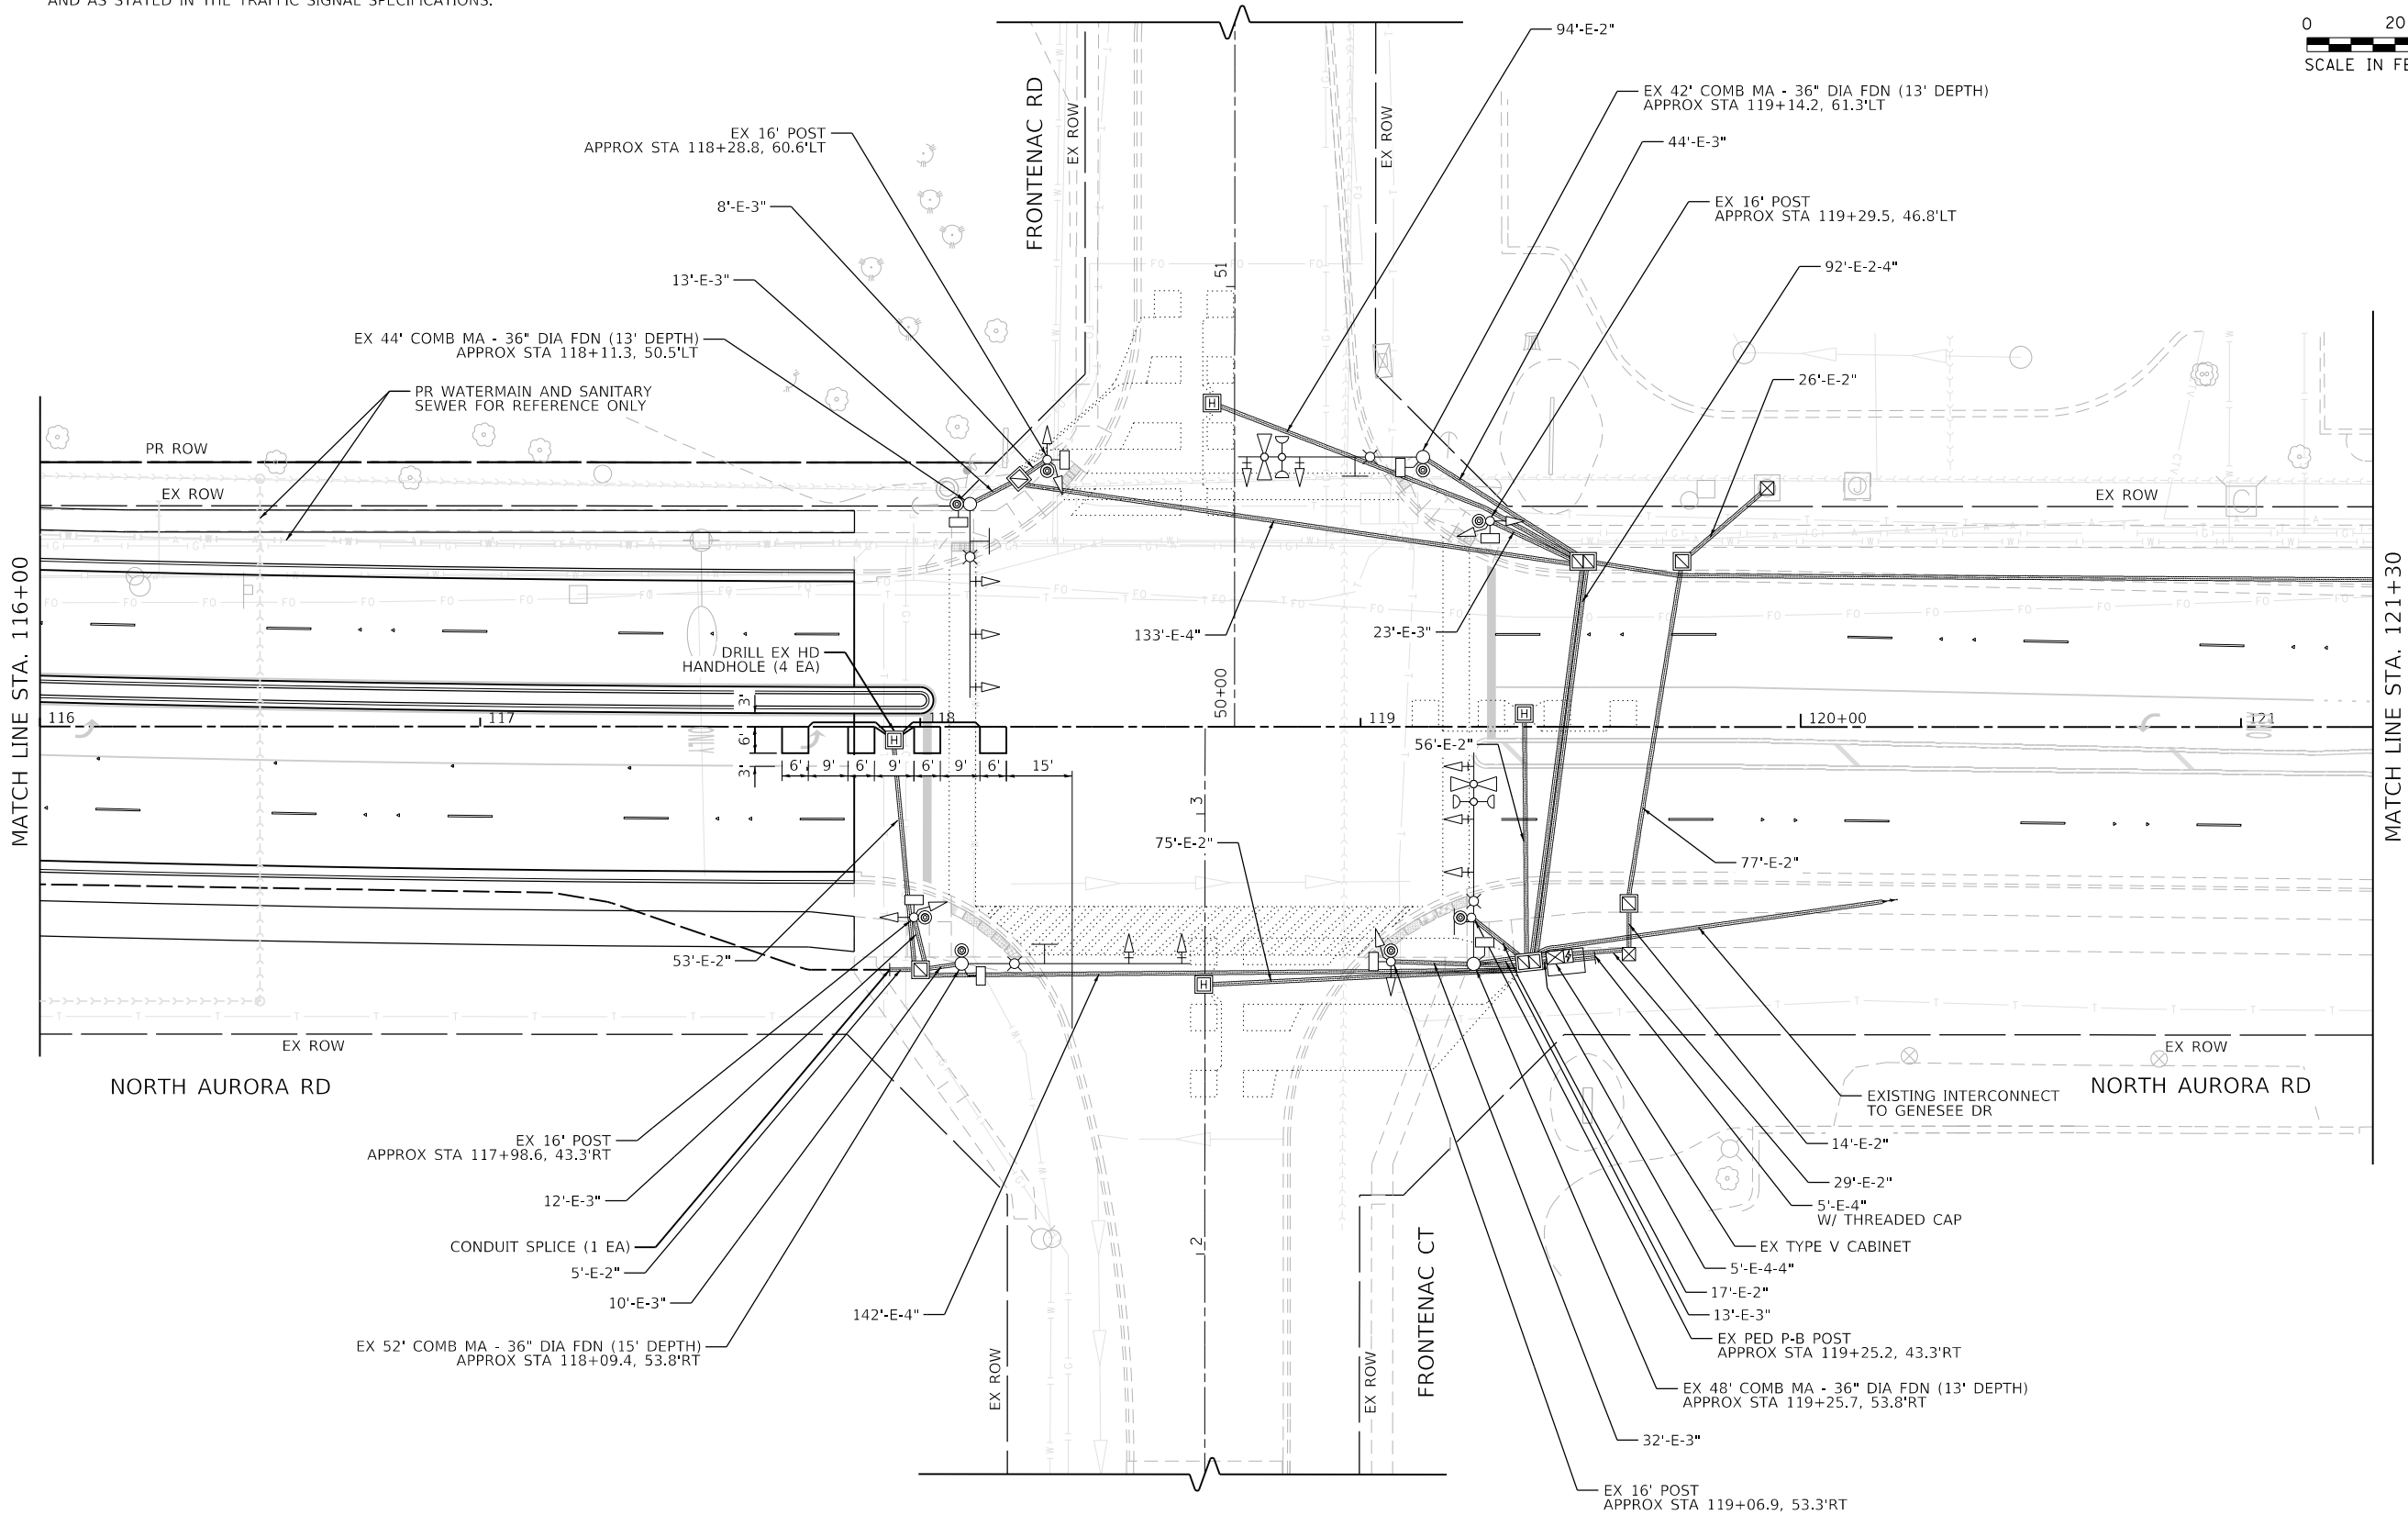 AND AS STATED IN THE TRAFFIC SIGNAL SPECIFICATIONS.
0 20
SCALE IN FE
94'-E-2"
EX 42' COMB MA - 36" DIA FDN (13' DEPTH)
APPROX STA 119+14.2, 61.3'LT
44'-E-3"
EX 16' POST
APPROX STA 119+29.5, 46.8'LT
92'-E-2-4"
26'-E-2"
FRONTENAC RD
EX ROW
EX ROW
51
EX 16' POST
APPROX STA 118+28.8, 60.6'LT
8'-E-3"
13'-E-3"
EX 44' COMB MA - 36" DIA FDN (13' DEPTH)
APPROX STA 118+11.3, 50.5'LT
PR WATERMAIN AND SANITARY
SEWER FOR REFERENCE ONLY
PR ROW
EX ROW
EX ROW
MATCH LINE STA. 116+00
MATCH LINE STA. 121+30
133'-E-4"
23'-E-3"
DRILL EX HD
HANDHOLE (4 EA)
50+00
116
117
118
119
120+00
121
3'
6'
3'
6' 9' 6' 9' 6' 9' 6' 15'
H
H
H
H
56'-E-2"
3
75'-E-2"
77'-E-2"
53'-E-2"
EX ROW
EX ROW
NORTH AURORA RD
NORTH AURORA RD
EXISTING INTERCONNECT
TO GENESEE DR
14'-E-2"
29'-E-2"
5'-E-4"
W/ THREADED CAP
EX TYPE V CABINET
5'-E-4-4"
17'-E-2"
13'-E-3"
EX PED P-B POST
APPROX STA 119+25.2, 43.3'RT
EX 48' COMB MA - 36" DIA FDN (13' DEPTH)
APPROX STA 119+25.7, 53.8'RT
32'-E-3"
EX 16' POST
APPROX STA 119+06.9, 53.3'RT
EX 16' POST
APPROX STA 117+98.6, 43.3'RT
12'-E-3"
CONDUIT SPLICE (1 EA)
5'-E-2"
10'-E-3"
EX 52' COMB MA - 36" DIA FDN (15' DEPTH)
APPROX STA 118+09.4, 53.8'RT
142'-E-4"
2
EX ROW
EX ROW
FRONTENAC CT